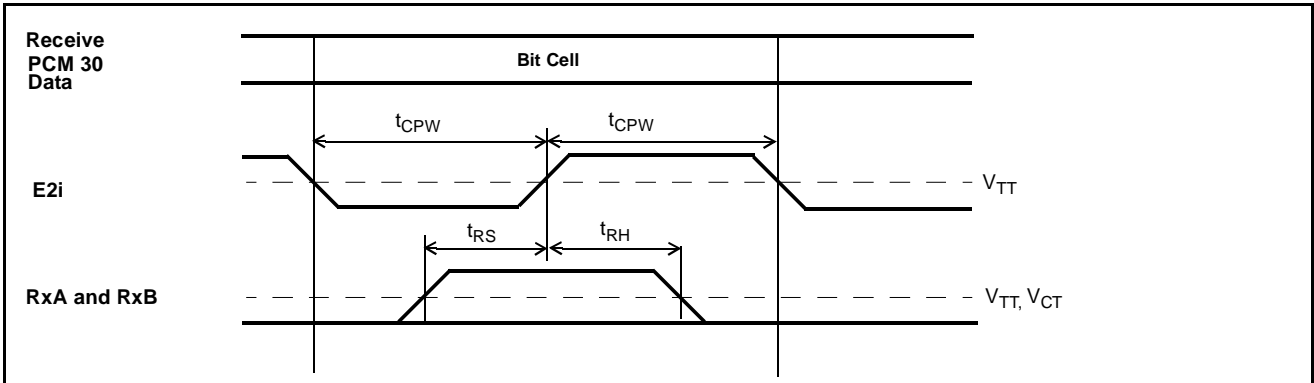 Receive
PCM 30
Data
Bit Cell
tCPW
tCPW
E2i
VTT
tRS
tRH
RxA and RxB
VTT, VCT